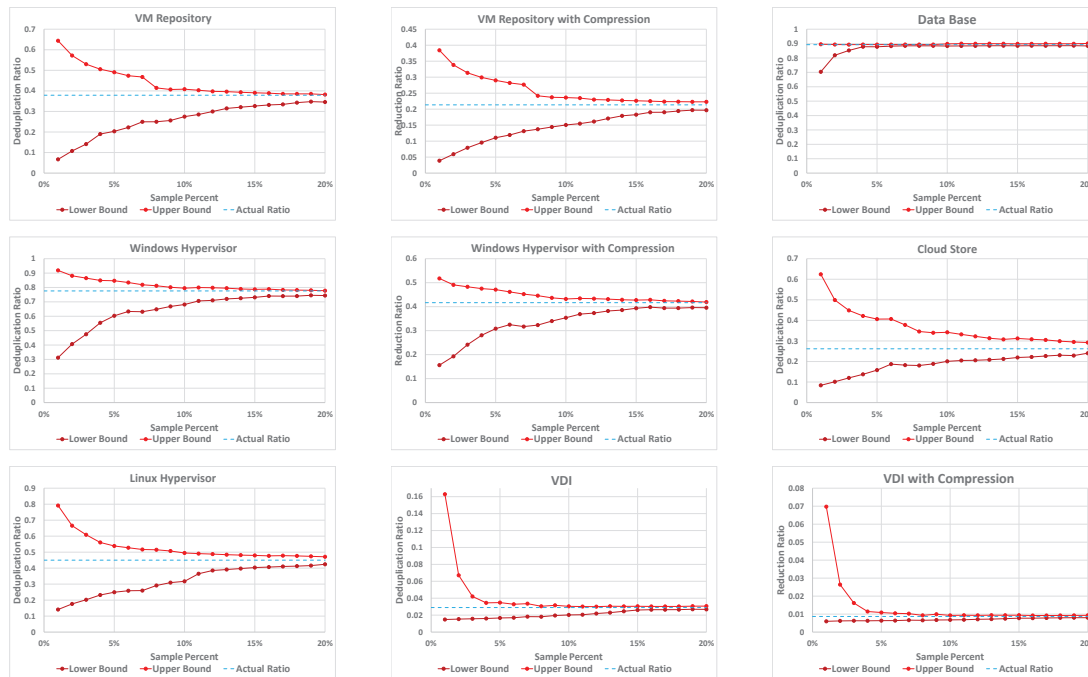 VM Repository
Deduplication Ratio
0.7
0.6
0.5
0.4
0.3
0.2
0.1
0
0% 5% 10% 15% 20%
Sample Percent
Lower Bound Upper Bound Actual Ratio
VM Repository with Compression
Reduction Ratio
0.45
0.4
0.35
0.3
0.25
0.2
0.15
0.1
0.05
0
0% 5% 10% 15% 20%
Sample Percent
Lower Bound Upper Bound Actual Ratio
Data Base
Deduplication Ratio
1
0.9
0.8
0.7
0.6
0.5
0.4
0.3
0.2
0.1
0
0% 5% 10% 15% 20%
Sample Percent
Lower Bound Upper Bound Actual Ratio
Windows Hypervisor
Deduplication Ratio
1
0.9
0.8
0.7
0.6
0.5
0.4
0.3
0.2
0.1
0
0% 5% 10% 15% 20%
Sample Percent
Lower Bound Upper Bound Actual Ratio
Windows Hypervisor with Compression
Reduction Ratio
0.6
0.5
0.4
0.3
0.2
0.1
0
0% 5% 10% 15% 20%
Sample Percent
Lower Bound Upper Bound Actual Ratio
Cloud Store
Deduplication Ratio
0.7
0.6
0.5
0.4
0.3
0.2
0.1
0
0% 5% 10% 15% 20%
Sample Percent
Lower Bound Upper Bound Actual Ratio
Linux Hypervisor
Deduplication Ratio
0.9
0.8
0.7
0.6
0.5
0.4
0.3
0.2
0.1
0
0% 5% 10% 15% 20%
Sample Percent
Lower Bound Upper Bound Actual Ratio
VDI
Deduplication Ratio
0.16
0.14
0.12
0.1
0.08
0.06
0.04
0.02
0
0% 5% 10% 15% 20%
Sample Percent
Lower Bound Upper Bound Actual Ratio
VDI with Compression
Reduction Ratio
0.08
0.07
0.06
0.05
0.04
0.03
0.02
0.01
0
0% 5% 10% 15% 20%
Sample Percent
Lower Bound Upper Bound Actual Ratio